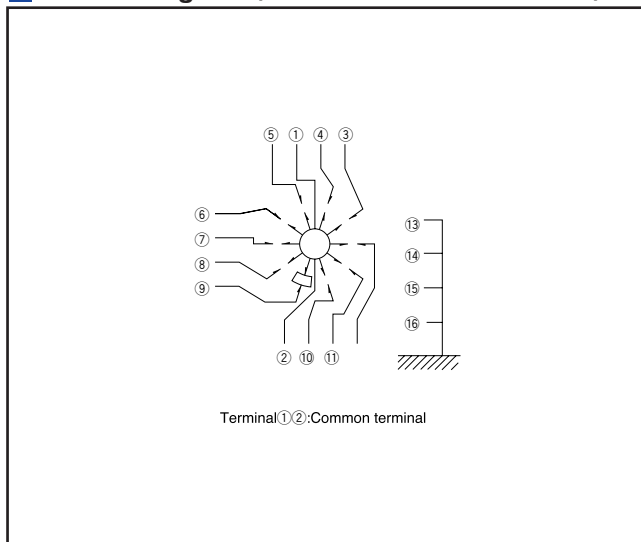 ⑤ ① ④ ③
⑥
⑬
⑦
⑭
⑧
⑮
⑨
⑯
② ⑩ ⑪
Terminal①②:Common terminal